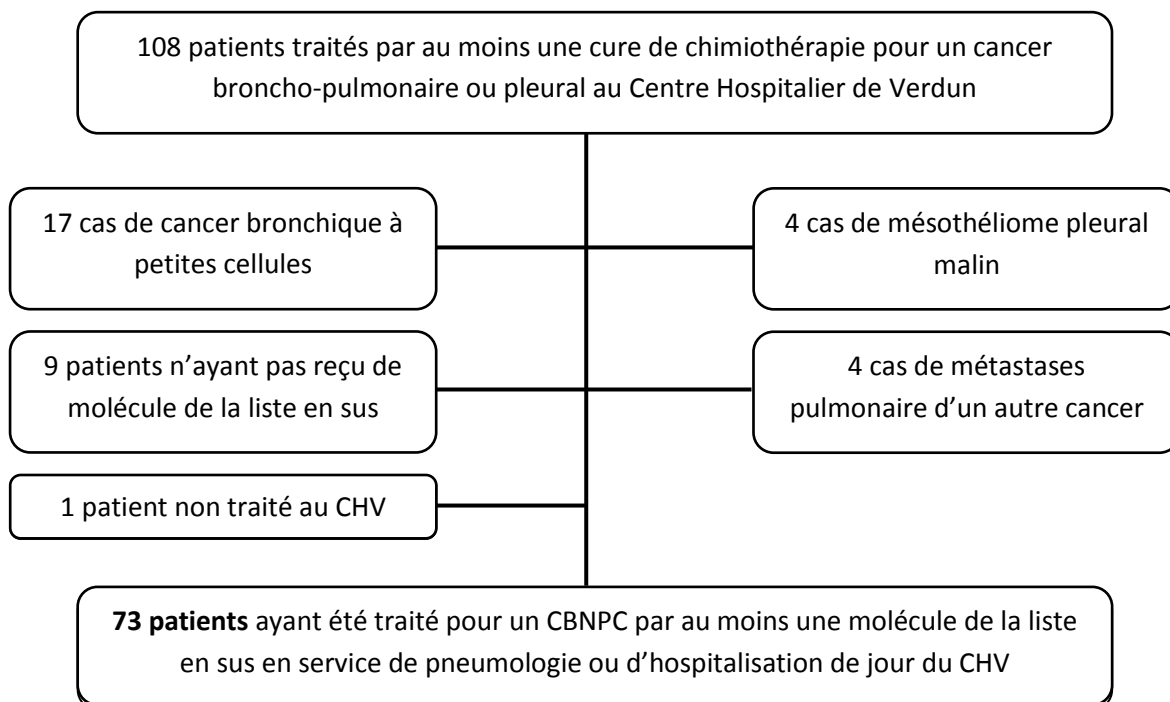 108 patients traités par au moins une cure de chimiothérapie pour un cancer
broncho-pulmonaire ou pleural au Centre Hospitalier de Verdun
17 cas de cancer bronchique à
petites cellules
4 cas de mésothéliome pleural
malin
9 patients n’ayant pas reçu de
molécule de la liste en sus
4 cas de métastases
pulmonaire d’un autre cancer
1 patient non traité au CHV
73 patients ayant été traité pour un CBNPC par au moins une molécule de la liste
en sus en service de pneumologie ou d’hospitalisation de jour du CHV